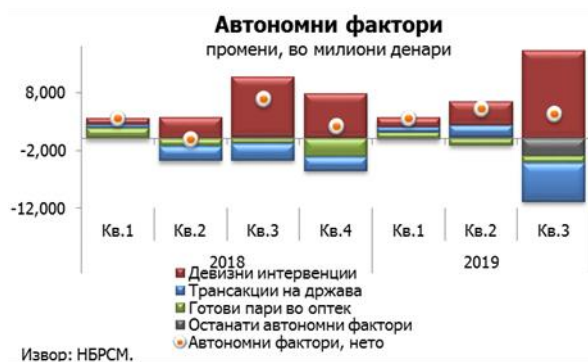 Автономни фактори
промени, во милиони денари
8,000
-2,000
-12,000
Кв.1 Кв.2 Кв.3 Кв.4 Кв.1 Кв.2 Кв.3
2018 2019
Девизни интервенции
Трансакции на држава
Готови пари во оптек
Останати автономни фактори
Автономни фактори, нето
Извор: НБРСМ.